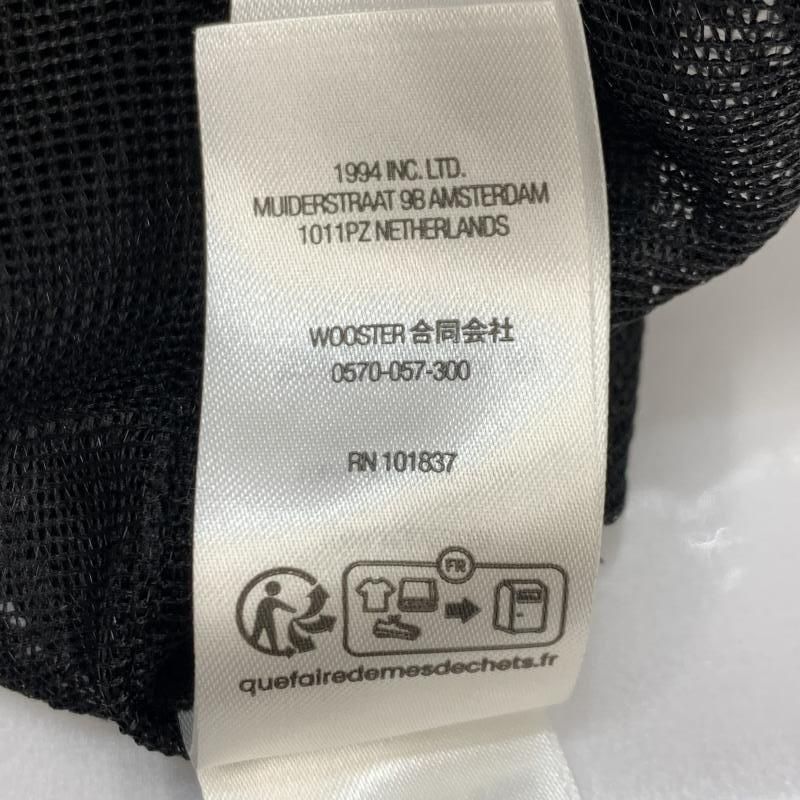 1994 INC. LTD.
MUIDERSTRAAT 9B AMSTERDAM
1011PZ NETHERLANDS
WOOSTER 合同会社
0570-057-300
RN 101837
FR
quefairedemesdechets.fr